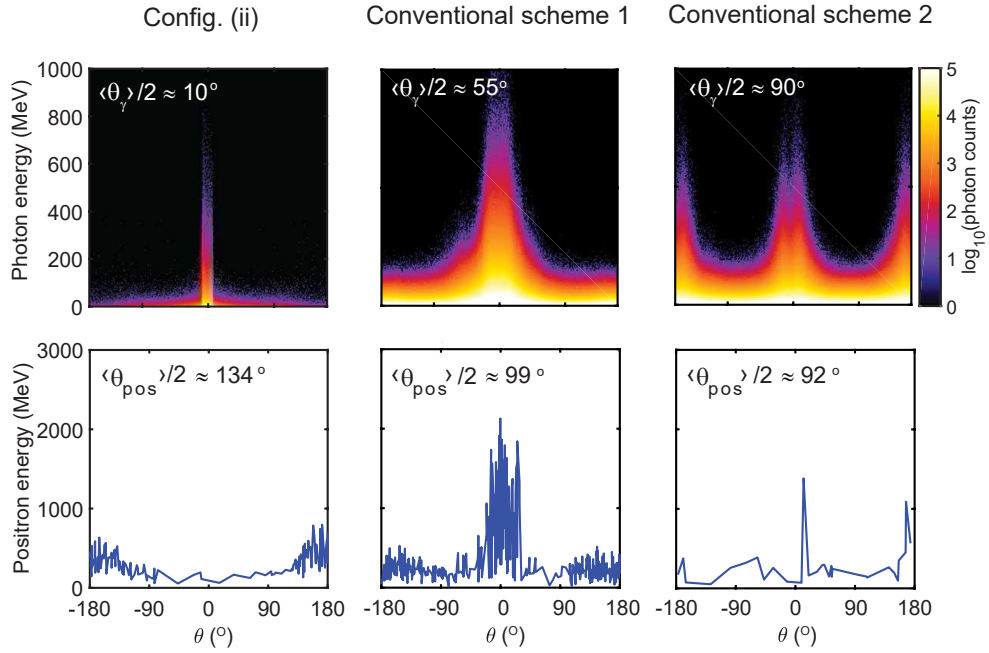 Config. (ii)
Conventional scheme 1
Conventional scheme 2
Photon energy (MeV)
1000
800
600
400
200
0
‹θγ›/2 ≈ 10°
‹θγ›/2 ≈ 55°
‹θγ›/2 ≈ 90°
5
4
3
2
1
0
log10(photon counts)
Positron energy (MeV)
3000
2000
1000
0
‹θpos›/2 ≈ 134°
‹θpos›/2 ≈ 99°
‹θpos›/2 ≈ 92°
-180 -90 0 90 180
-180 -90 0 90 180
-180 -90 0 90 180
θ (°)
θ (°)
θ (°)